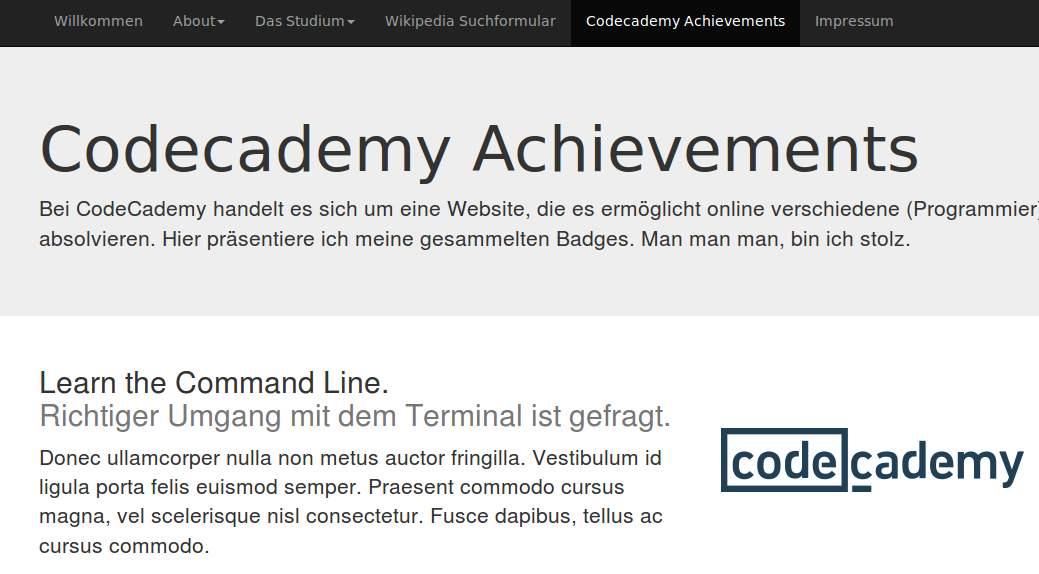 Willkommen About Das Studium Wikipedia Suchformular Codecademy Achievements Impressum
Codecademy Achievements
Bei CodeCademy handelt es sich um eine Website, die es ermöglicht online verschiedene (Programmier)
absolvieren. Hier präsentiere ich meine gesammelten Badges. Man man man, bin ich stolz.
Learn the Command Line.
Richtiger Umgang mit dem Terminal ist gefragt.
Donec ullamcorper nulla non metus auctor fringilla. Vestibulum id
ligula porta felis euismod semper. Praesent commodo cursus
magna, vel scelerisque nisl consectetur. Fusce dapibus, tellus ac
cursus commodo.
codecademy